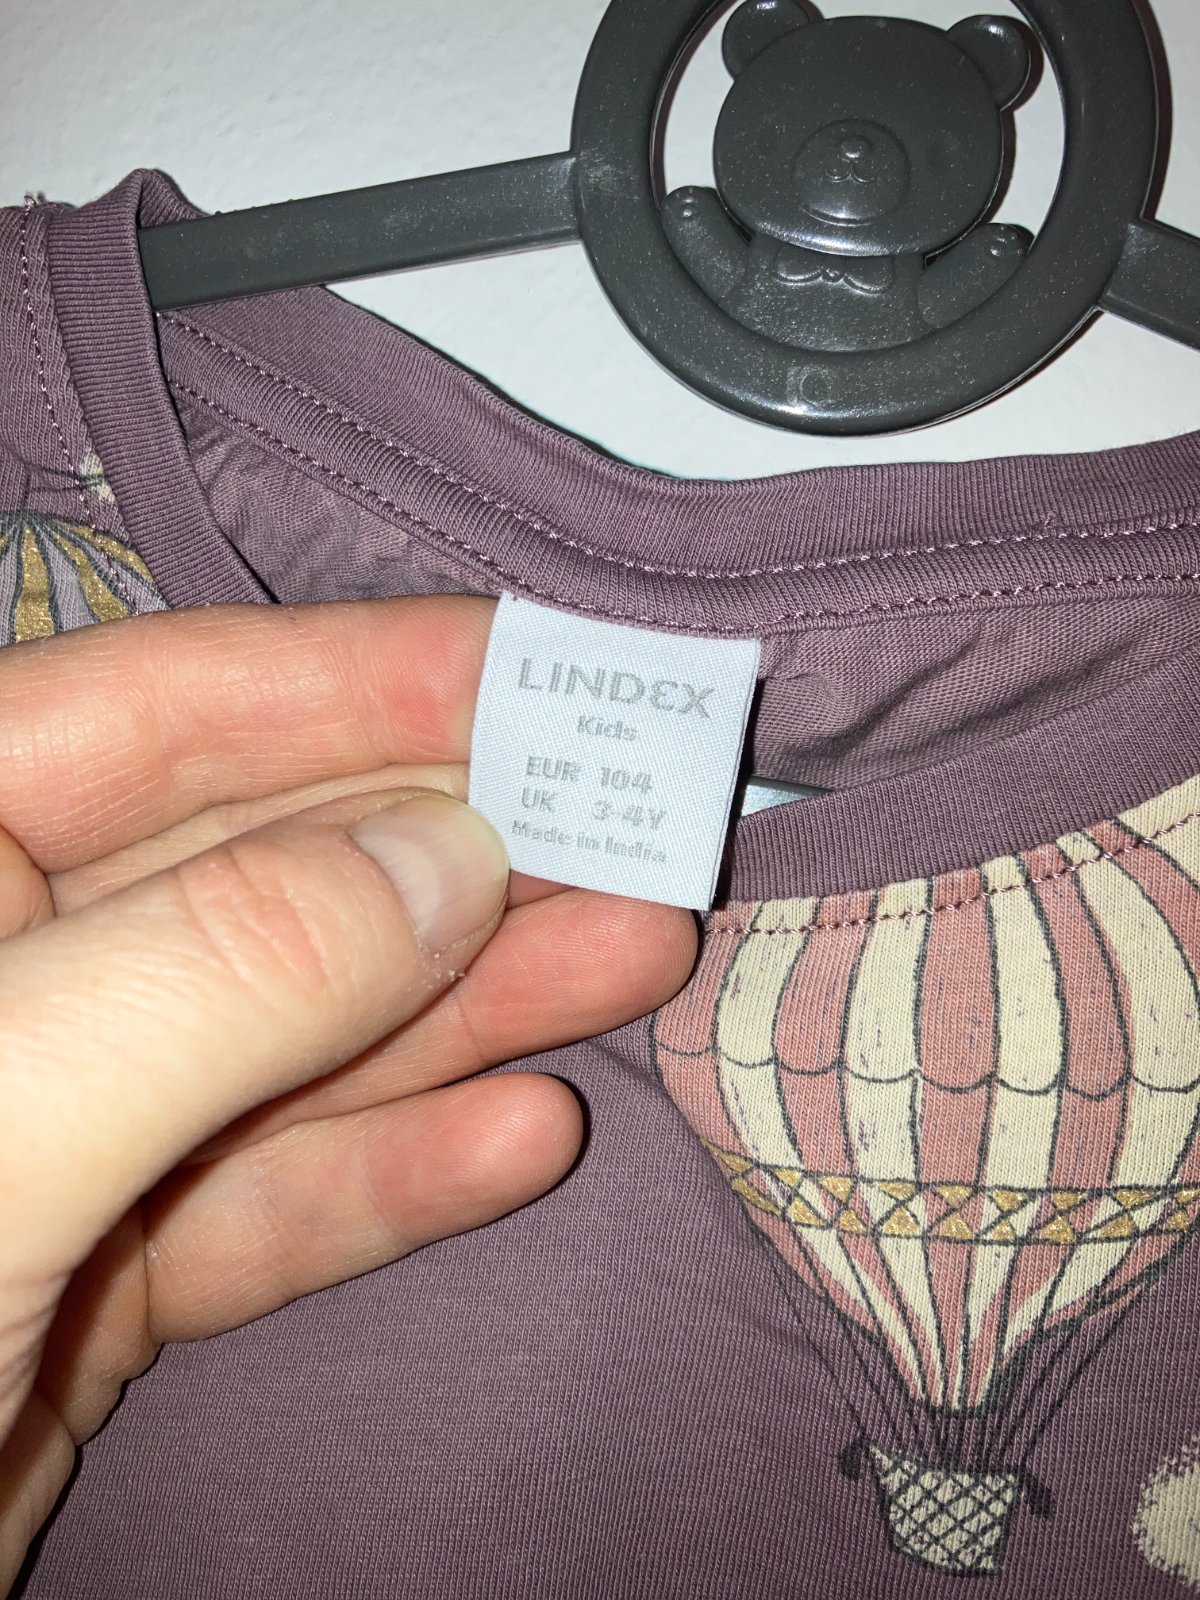 LINDEX
Kids
EUR 104
UK 3-4Y
Made in India